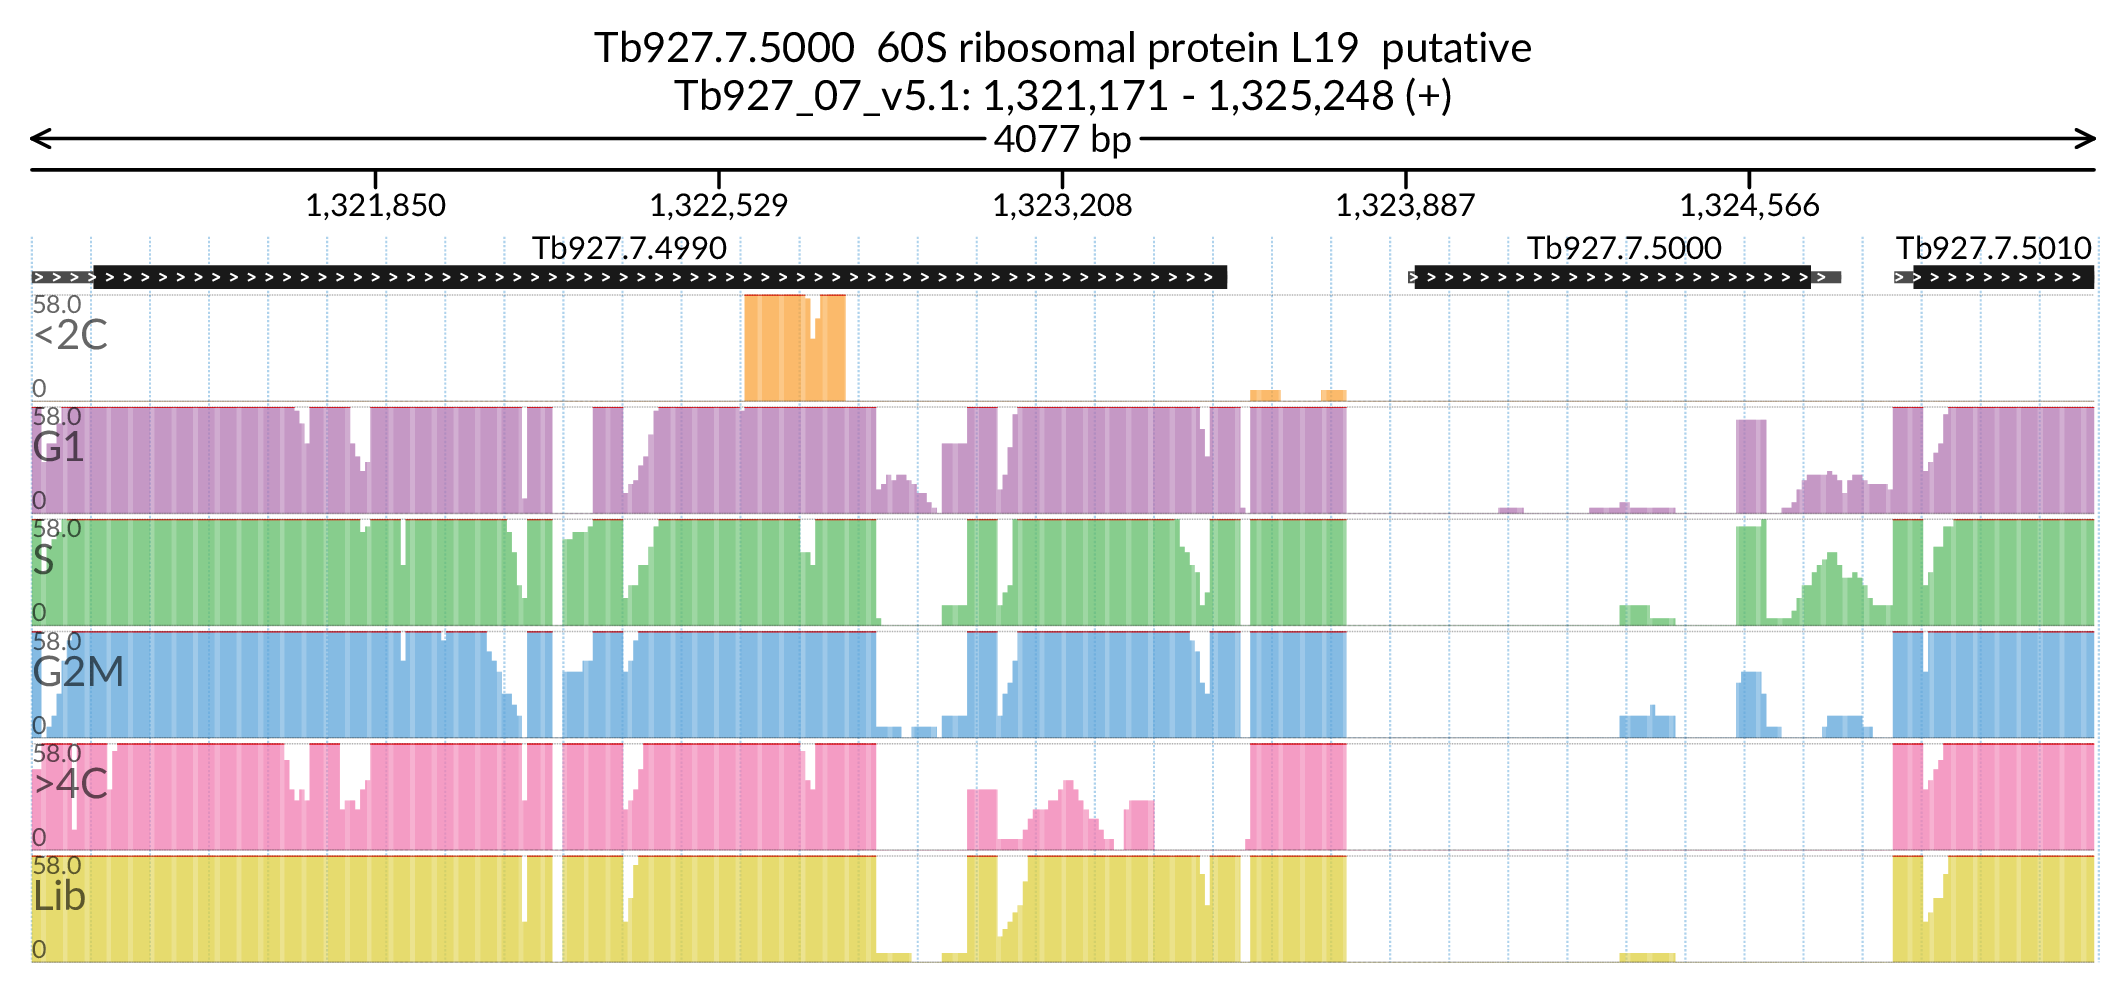 Tb927.7.5000 60S ribosomal protein L19 putative
Tb927_07_v5.1: 1,321,171 - 1,325,248 (+)
4077 bp
1,321,850 1,322,529 1,323,208 1,323,887 1,324,566
Tb927.7.4990 Tb927.7.5000 Tb927.7.5010
58.0
<2C
0
58.0
G1
0
58.0
S
0
58.0
G2M
0
58.0
>4C
0
58.0
Lib
0